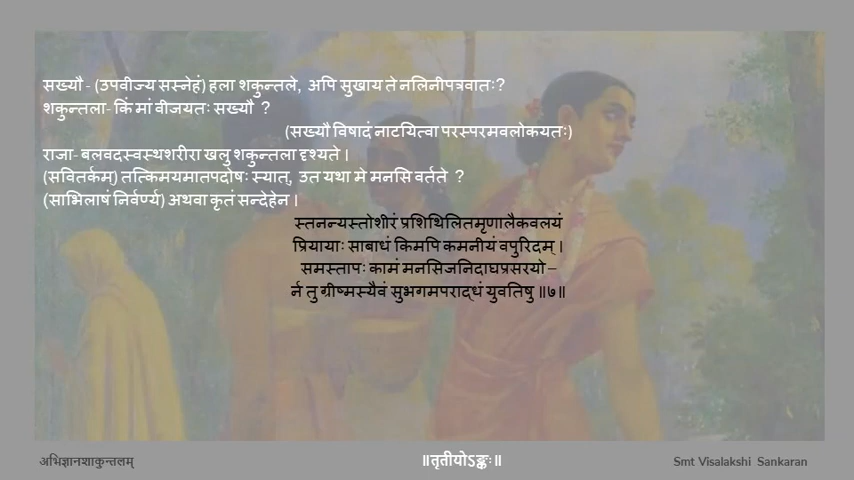 सख्यौ - (उपवीज्य सस्नेहं) हला शकुन्तले, अपि सुखाय ते नलिनीपत्रवातः?
शकुन्तला- किं मां वीजयतः सख्यौ ?
(सख्यौ विषादं नाटयित्वा परस्परमवलोकयतः)
राजा- बलवदस्वस्थशरीरा खलु शकुन्तला दृश्यते ।
(सवितर्कम्) तत्किमयमातपदोषः स्यात्, उत यथा मे मनसि वर्तते ?
(साभिलाषं निर्वर्ण्य) अथवा कृतं सन्देहेन ।
स्तनन्यस्तोशीरं प्रशिथिलितमृणालैकवलयं
प्रियायाः साबाधं किमपि कमनीयं वपुरिदम् ।
समस्तापः कामं मनसिजनिदाघप्रसरयो –
र्न तु ग्रीष्मस्यैवं सुभगमपराद्धं युवतिषु ॥७॥
अभिज्ञानशाकुन्तलम्
॥तृतीयोऽङ्कः॥
Smt Visalakshi Sankaran